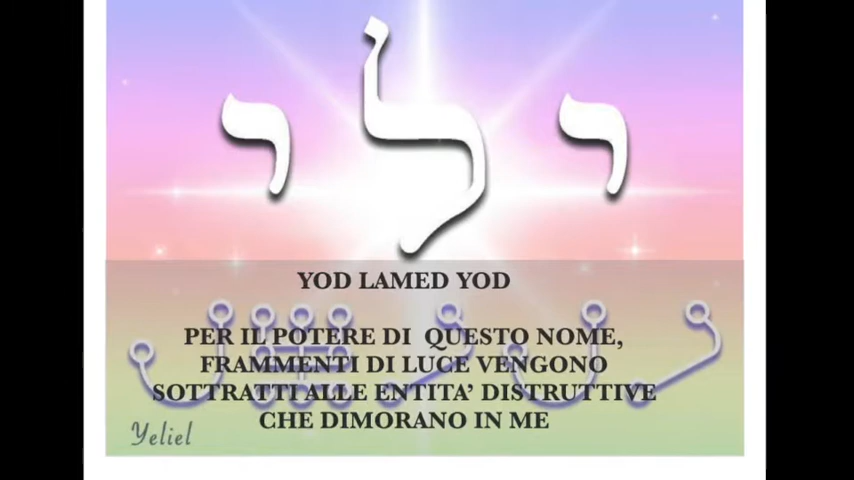 ילי
YOD LAMED YOD
PER IL POTERE DI QUESTO NOME,
FRAMMENTI DI LUCE VENGONO
SOTTRATTI ALLE ENTITA' DISTRUTTIVE
CHE DIMORANO IN ME
Yeliel